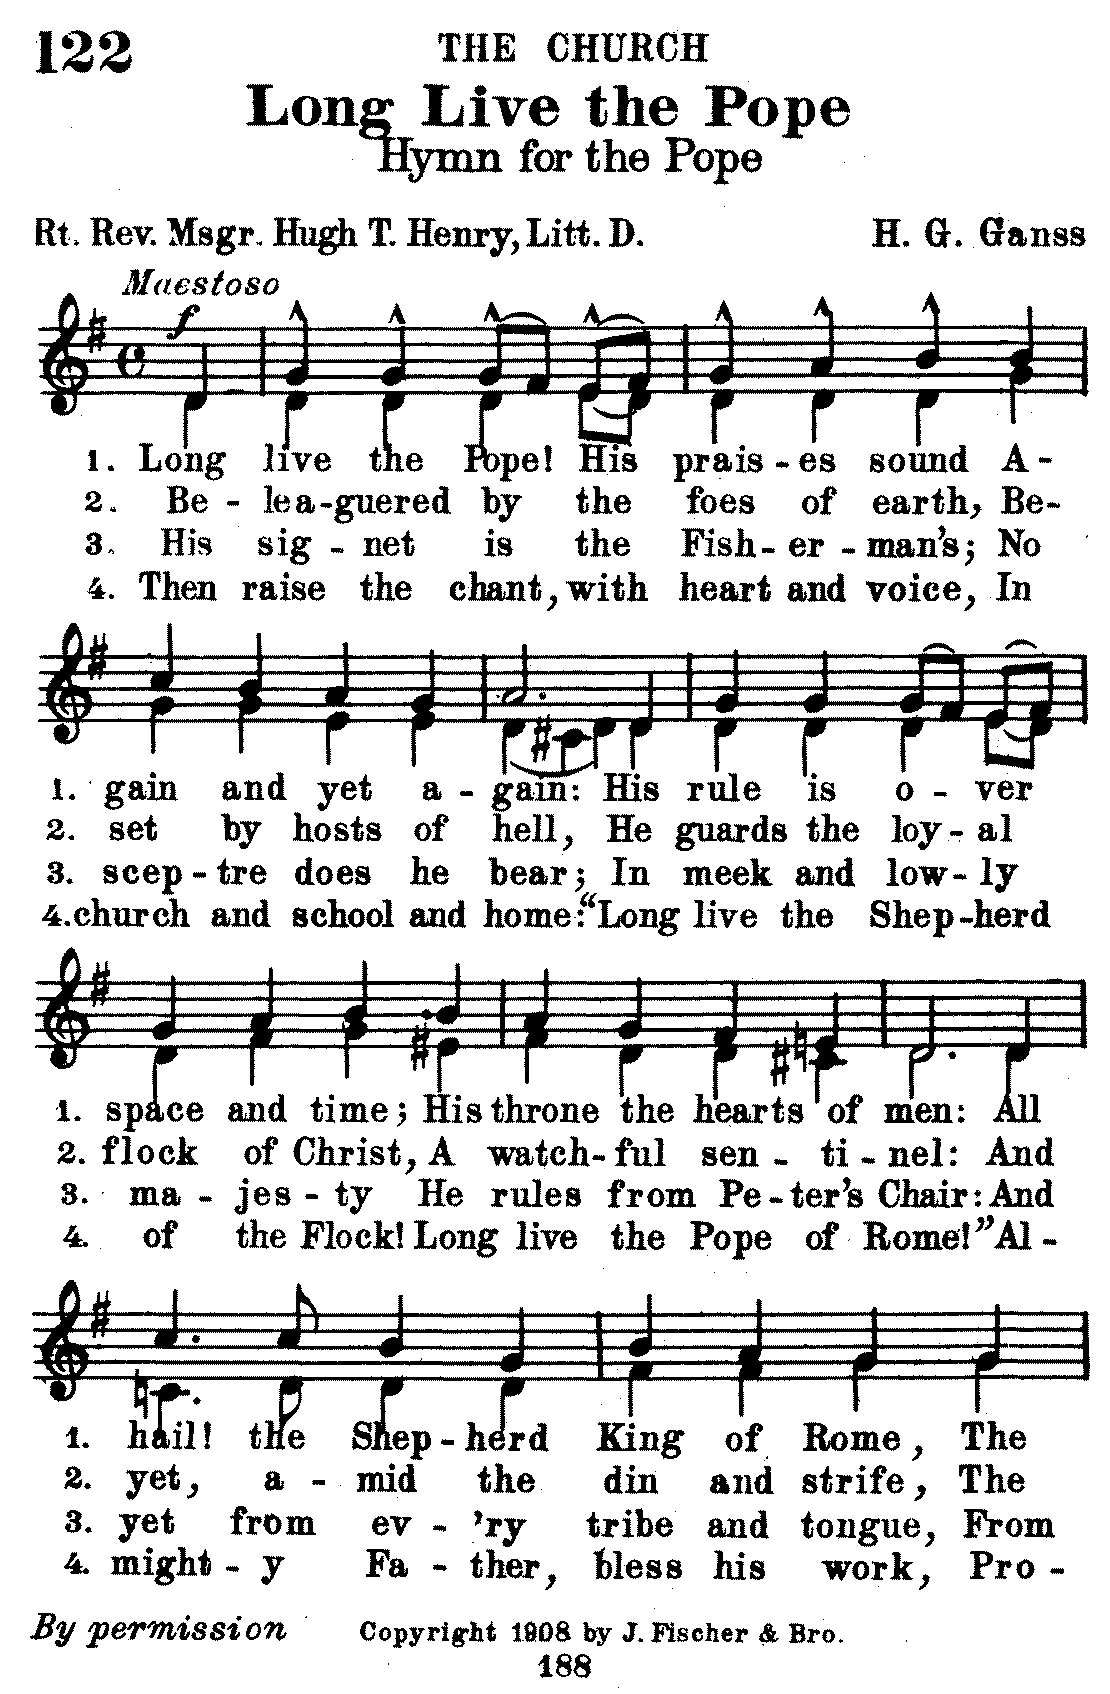 122
THE CHURCH
Long Live the Pope
Hymn for the Pope
Rt. Rev. Msgr. Hugh T. Henry, Litt. D. H. G. Ganss
Maestoso
f
1. Long live the Pope! His prais - es sound A -
2. Be - lea-guered by the foes of earth, Be-
3. His sig - net is the Fish - er - man's; No
4. Then raise the chant, with heart and voice, In
1. gain and yet a - gain: His rule is o - ver
2. set by hosts of hell, He guards the loy - al
3. scep - tre does he bear; In meek and low - ly
4. church and school and home: "Long live the Shep-herd
1. space and time; His throne the hearts of men: All
2. flock of Christ, A watch-ful sen - ti - nel: And
3. ma - jes - ty He rules from Pe - ter's Chair: And
4. of the Flock! Long live the Pope of Rome!" Al -
1. hail! the Shep - herd King of Rome, The
2. yet, a - mid the din and strife, The
3. yet from ev - 'ry tribe and tongue, From
4. might - y Fa - ther, bless his work, Pro -
By permission Copyright 1908 by J. Fischer & Bro.
188